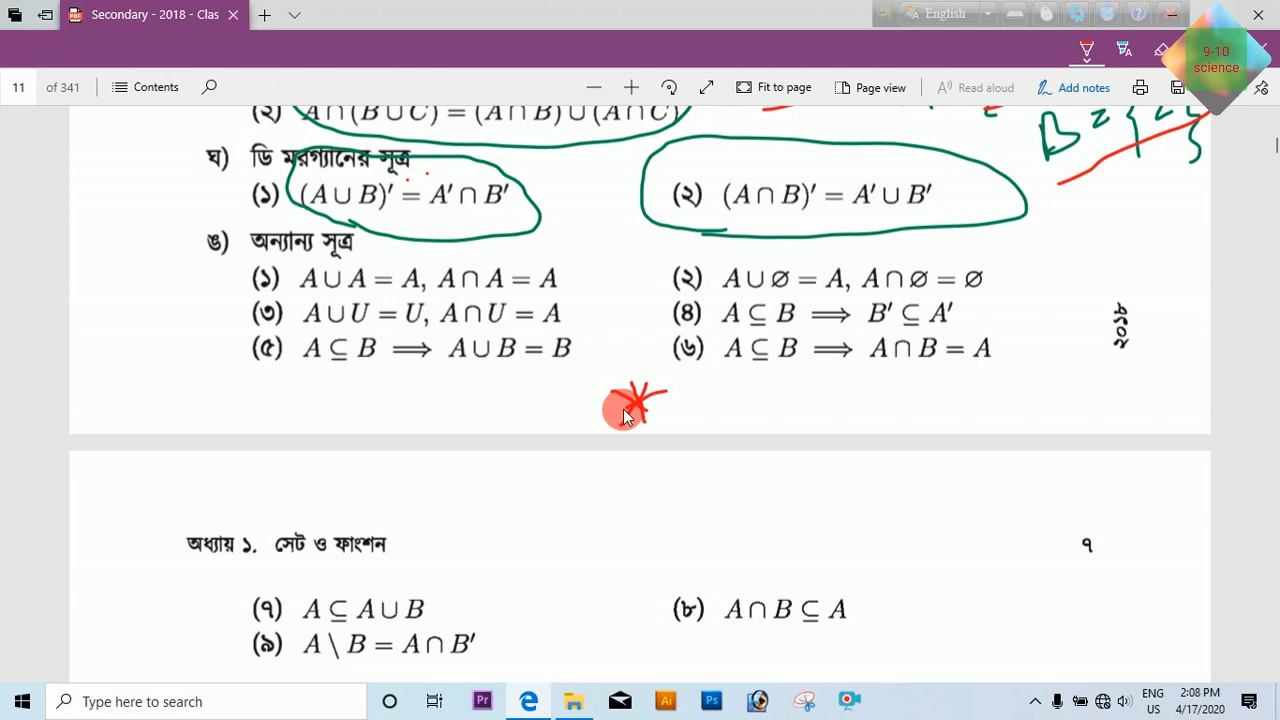 Secondary - 2018 - Clas
English
9-10
science
11 of 341 Contents Fit to page Page view Read aloud Add notes
(২) A ∩ (B ∪ C) = (A ∩ B) ∪ (A ∩ C)
ঘ) ডি মরগ্যানের সূত্র
(১) (A ∪ B)′ = A′ ∩ B′ (২) (A ∩ B)′ = A′ ∪ B′
ঙ) অন্যান্য সূত্র
(১) A ∪ A = A, A ∩ A = A (২) A ∪ ∅ = A, A ∩ ∅ = ∅
(৩) A ∪ U = U, A ∩ U = A (৪) A ⊆ B ⟹ B′ ⊆ A′
(৫) A ⊆ B ⟹ A ∪ B = B (৬) A ⊆ B ⟹ A ∩ B = A
২০১৮
অধ্যায় ১. সেট ও ফাংশন ৭
(৭) A ⊆ A ∪ B (৮) A ∩ B ⊆ A
(৯) A \ B = A ∩ B′
Type here to search
ENG 2:08 PM
US 4/17/2020